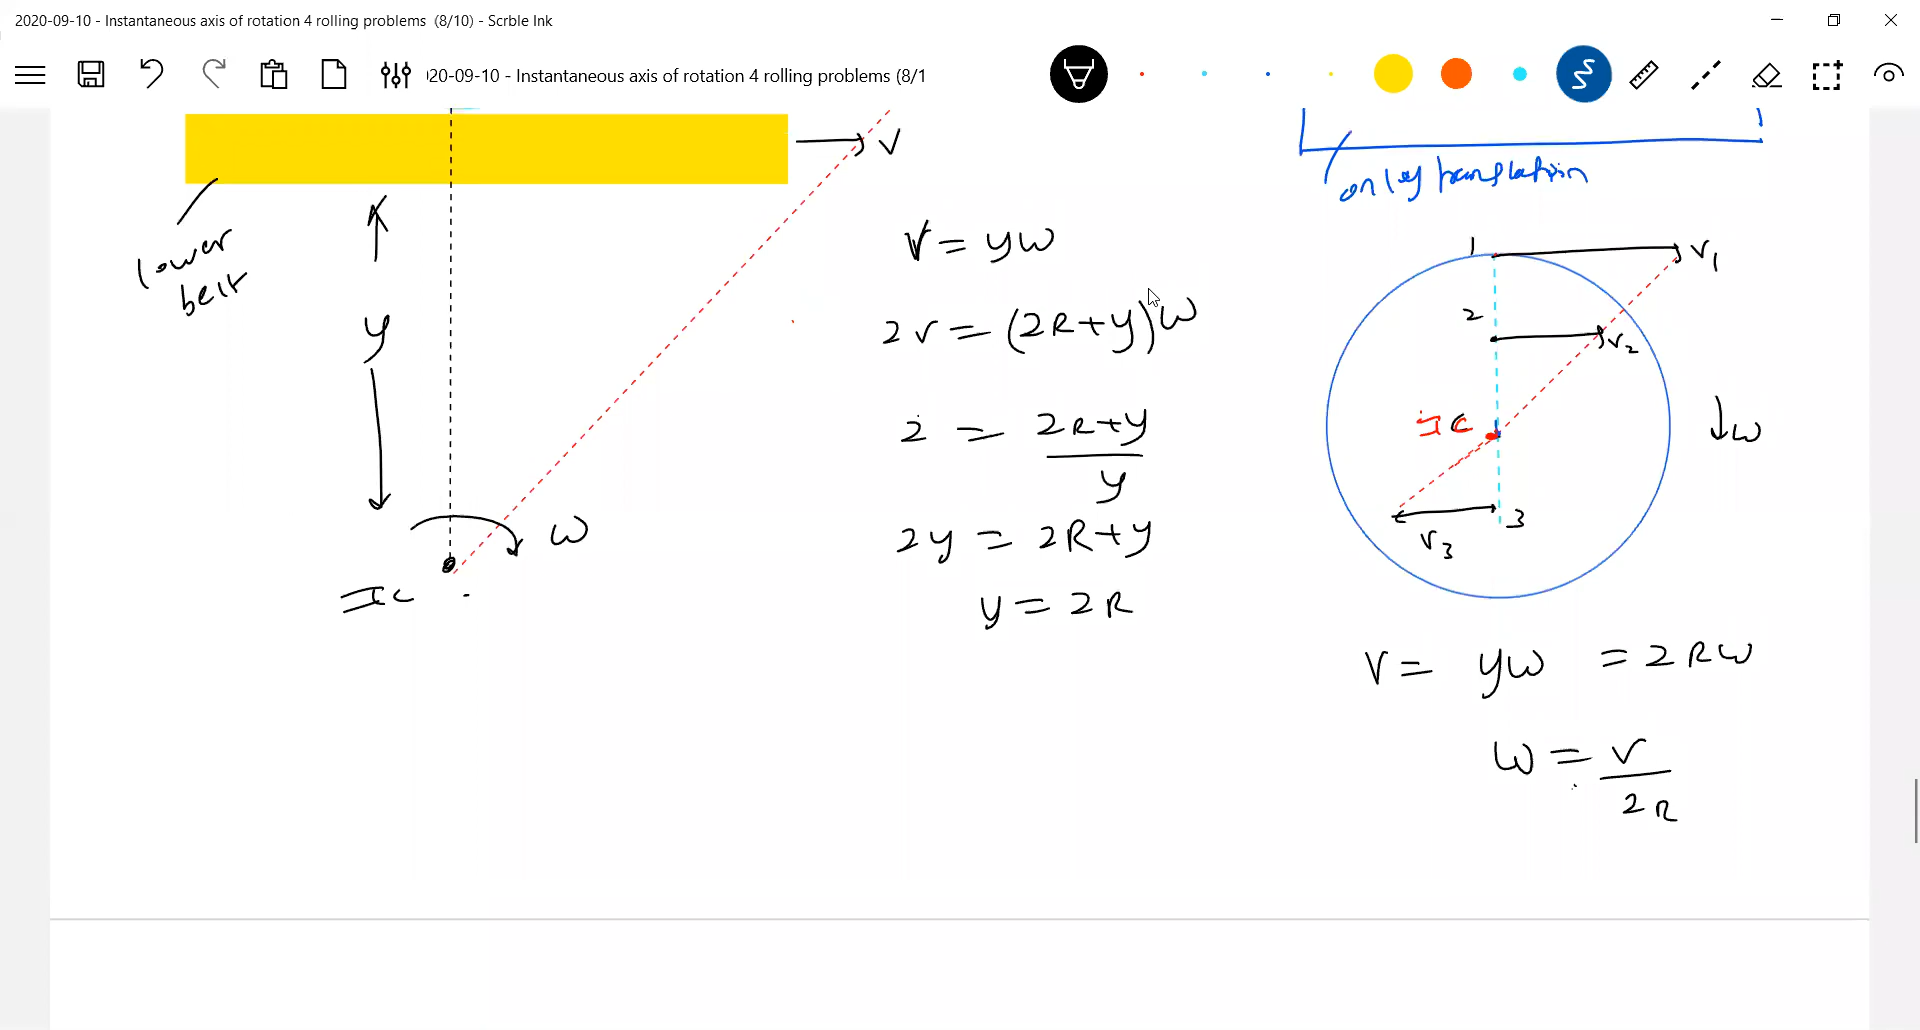 2020-09-10 - Instantaneous axis of rotation 4 rolling problems (8/10) - Scrble Ink
20-09-10 - Instantaneous axis of rotation 4 rolling problems (8/1
V
lower
belt
y
ω
Ic
V = yω
2v = (2R+y)ω
2 = 2R+y
y
2y = 2R+y
y = 2R
only translation
1
v1
2
v2
Ic
ω
3
v3
V = yω = 2Rω
ω = v
2R